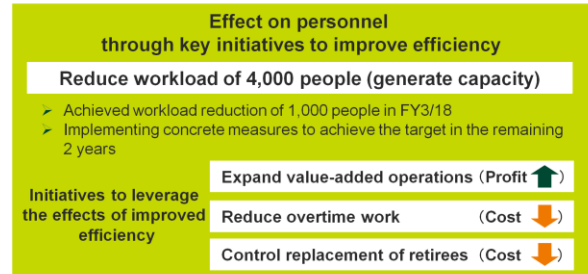 Effect on personnel
through key initiatives to improve efficiency
Reduce workload of 4,000 people (generate capacity)
➢ Achieved workload reduction of 1,000 people in FY3/18
➢ Implementing concrete measures to achieve the target in the remaining
2 years
Initiatives to leverage
the effects of improved
efficiency
Expand value-added operations (Profit ⬆)
Reduce overtime work (Cost ⬇)
Control replacement of retirees (Cost ⬇)